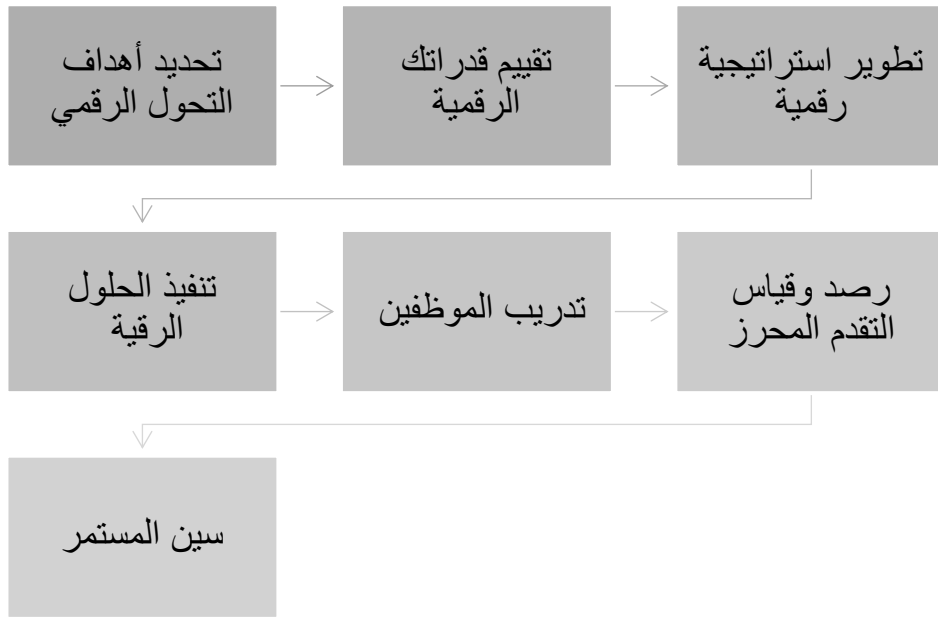 تحديد أهداف
التحول الرقمي
تقييم قدراتك
الرقمية
تطوير استراتيجية
رقمية
تنفيذ الحلول
الرقية
تدريب الموظفين
رصد وقياس
التقدم المحرز
سين المستمر